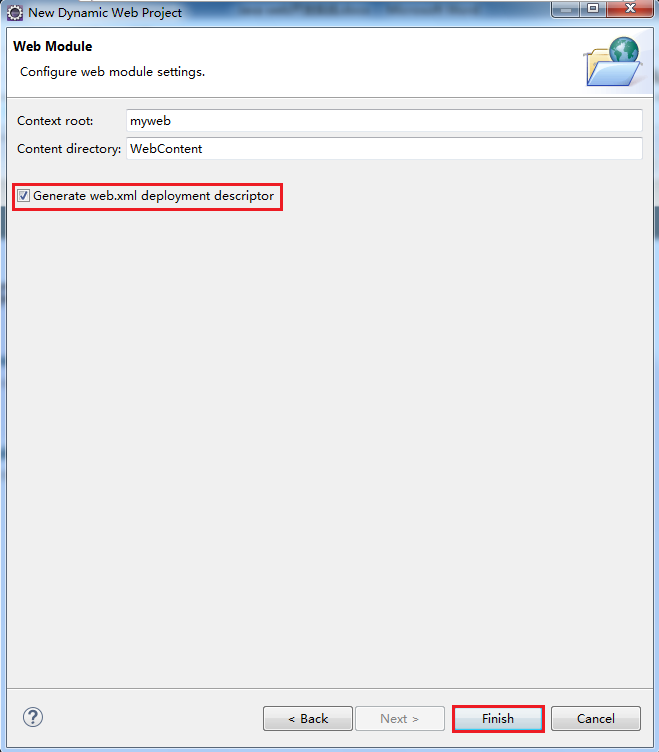 New Dynamic Web Project
Web Module
Configure web module settings.
Context root: myweb
Content directory: WebContent
Generate web.xml deployment descriptor
?
< Back Next > Finish Cancel